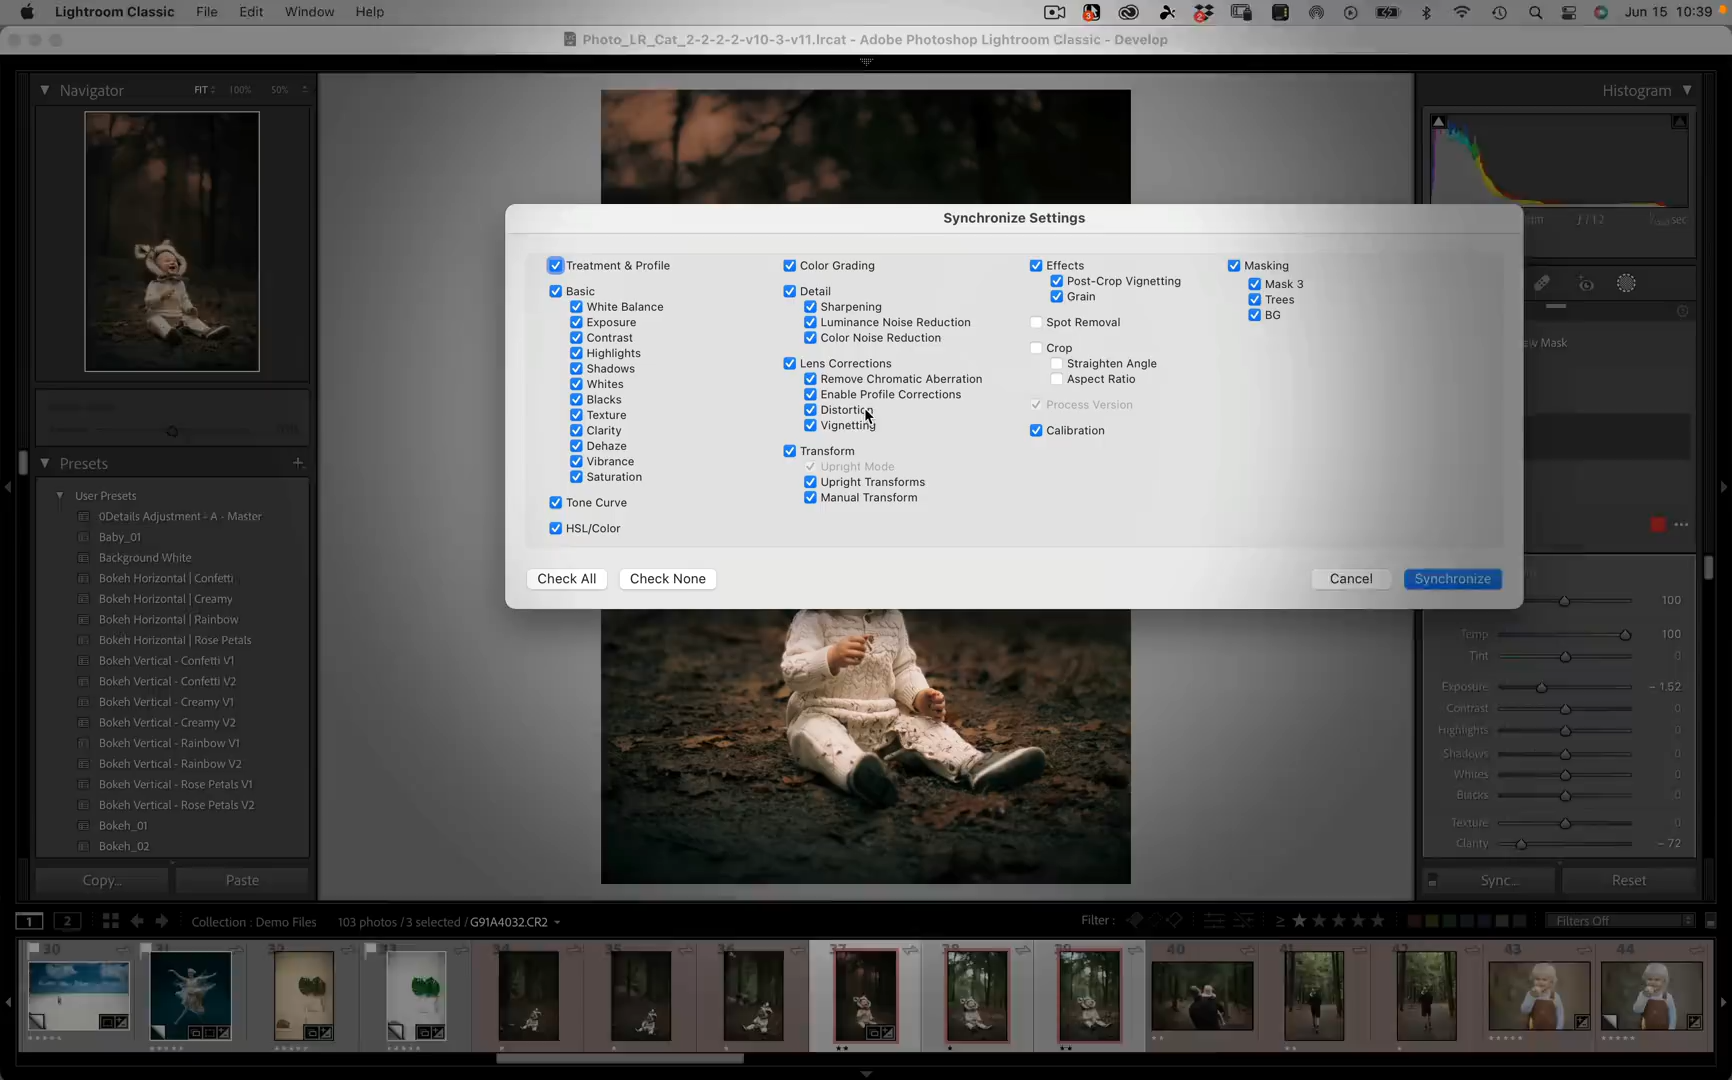 Lightroom Classic File Edit Window Help
3 2 Jun 15 10:39
Photo_LR_Cat_2-2-2-2-v10-3-v11.lrcat - Adobe Photoshop Lightroom Classic - Develop
Navigator FIT 100% 50%
Histogram
ƒ / 1.2 sec
Synchronize Settings
Treatment & Profile
Basic
White Balance
Exposure
Contrast
Highlights
Shadows
Whites
Blacks
Texture
Clarity
Dehaze
Vibrance
Saturation
Tone Curve
HSL/Color
Color Grading
Detail
Sharpening
Luminance Noise Reduction
Color Noise Reduction
Lens Corrections
Remove Chromatic Aberration
Enable Profile Corrections
Distortion
Vignetting
Transform
Upright Mode
Upright Transforms
Manual Transform
Effects
Post-Crop Vignetting
Grain
Spot Removal
Crop
Straighten Angle
Aspect Ratio
Process Version
Calibration
Masking
Mask 3
Trees
BG
Check All Check None Cancel Synchronize
Presets
User Presets
0Details Adjustment - A - Master
Baby_01
Background White
Bokeh Horizontal | Confetti
Bokeh Horizontal | Creamy
Bokeh Horizontal | Rainbow
Bokeh Horizontal | Rose Petals
Bokeh Vertical - Confetti V1
Bokeh Vertical - Confetti V2
Bokeh Vertical - Creamy V1
Bokeh Vertical - Creamy V2
Bokeh Vertical - Rainbow V1
Bokeh Vertical - Rainbow V2
Bokeh Vertical - Rose Petals V1
Bokeh Vertical - Rose Petals V2
Bokeh_01
Bokeh_02
Copy... Paste
Mask
100
Temp 100
Tint 0
Exposure - 1.52
Contrast 0
Highlights 0
Shadows 0
Whites 0
Blacks 0
Texture 0
Clarity - 72
Sync... Reset
1 2 Collection : Demo Files 103 photos / 3 selected / G91A4032.CR2 Filter : Filters Off
30 31 32 33 34 35 36 37 38 39 40 41 42 43 44